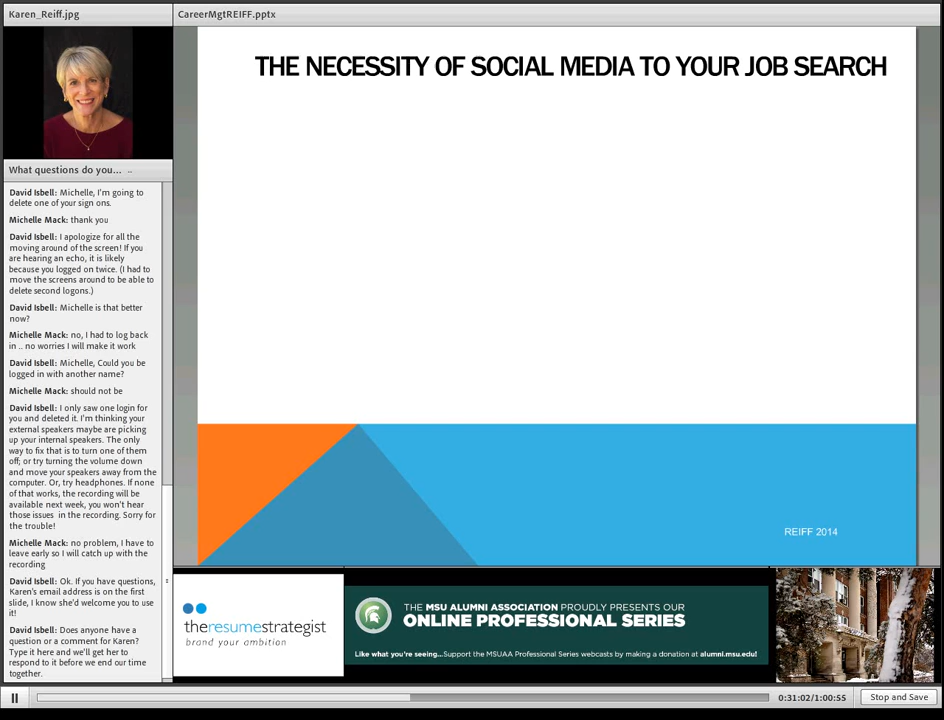 Karen_Reiff.jpg
CareerMgtREIFF.pptx
THE NECESSITY OF SOCIAL MEDIA TO YOUR JOB SEARCH
What questions do you... ..
David Isbell: Michelle, I'm going to
delete one of your sign ons.
Michelle Mack: thank you
David Isbell: I apologize for all the
moving around of the screen! If you
are hearing an echo, it is likely
because you logged on twice. (I had to
move the screens around to be able to
delete second logons.)
David Isbell: Michelle is that better
now?
Michelle Mack: no, I had to log back
in .. no worries I will make it work
David Isbell: Michelle, Could you be
logged in with another name?
Michelle Mack: should not be
David Isbell: I only saw one login for
you and deleted it. I'm thinking your
external speakers maybe are picking
up your internal speakers. The only
way to fix that is to turn one of them
off; or try turning the volume down
and move your speakers away from the
computer. Or, try headphones. If none
of that works, the recording will be
available next week, you won't hear
those issues in the recording. Sorry for
the trouble!
Michelle Mack: no problem, I have to
leave early so I will catch up with the
recording
David Isbell: Ok. If you have questions,
Karen's email address is on the first
slide, I know she'd welcome you to use
it!
David Isbell: Does anyone have a
question or a comment for Karen?
Type it here and we'll get her to
respond to it before we end our time
together.
REIFF 2014
theresumestrategist
brand your ambition
THE MSU ALUMNI ASSOCIATION PROUDLY PRESENTS OUR
ONLINE PROFESSIONAL SERIES
Like what you're seeing...Support the MSUAA Professional Series webcasts by making a donation at alumni.msu.edu!
0:31:02/1:00:55
Stop and Save